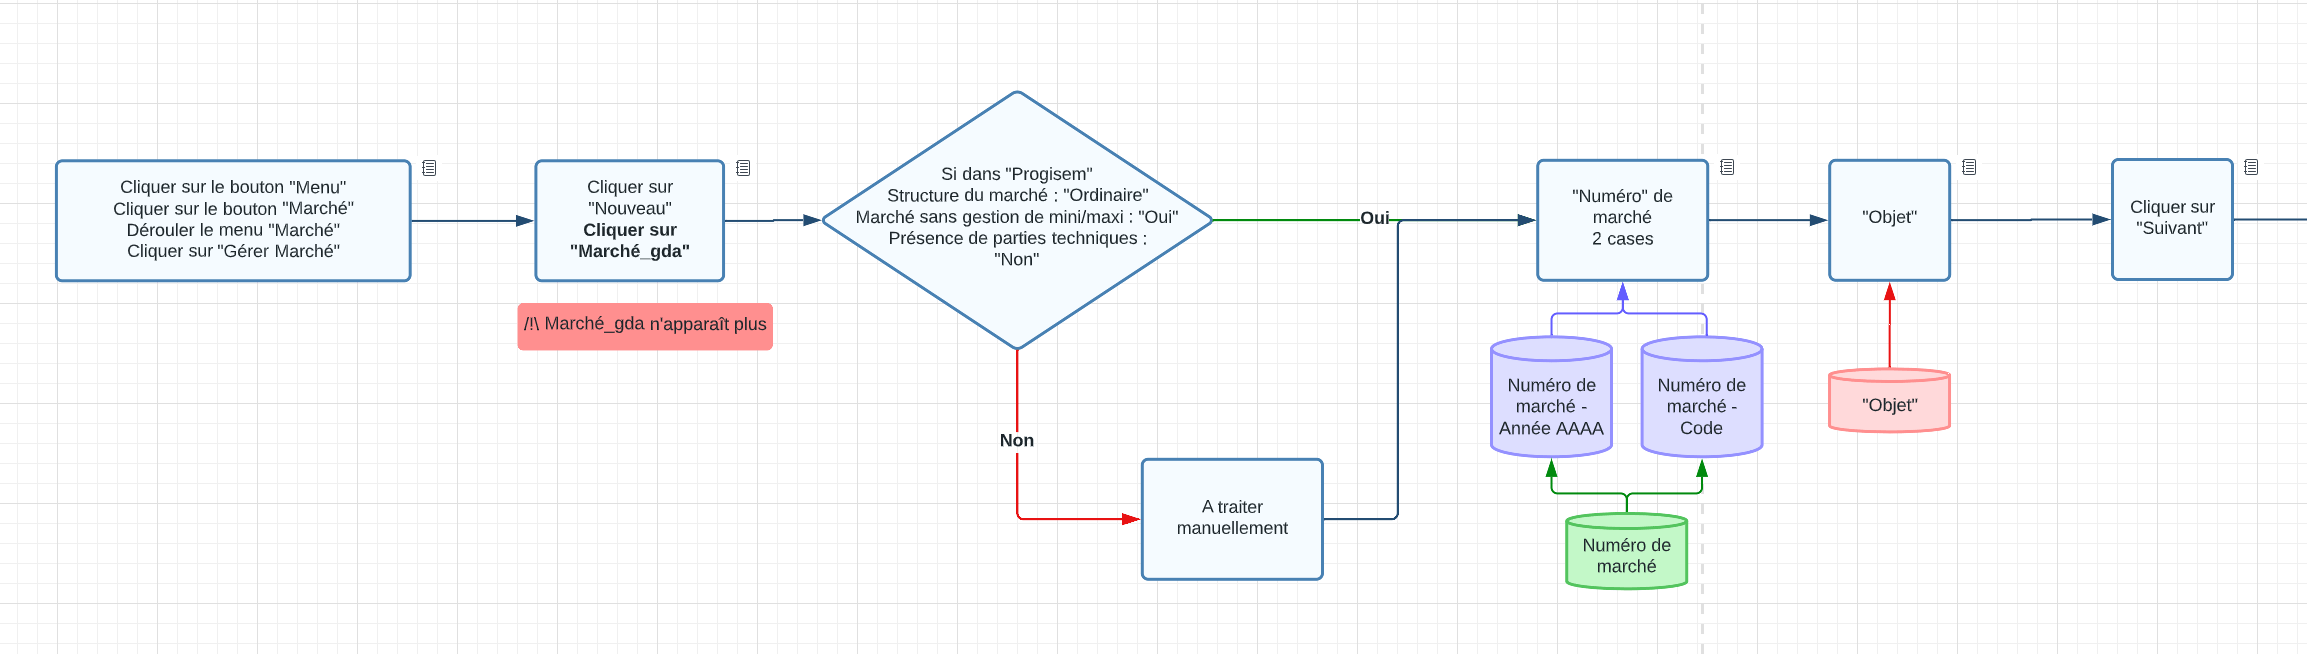 Cliquer sur le bouton "Menu"
Cliquer sur le bouton "Marché"
Dérouler le menu "Marché"
Cliquer sur "Gérer Marché"
Cliquer sur
"Nouveau"
Cliquer sur
"Marché_gda"
/!\ Marché_gda n'apparaît plus
Si dans "Progisem"
Structure du marché : "Ordinaire"
Marché sans gestion de mini/maxi : "Oui"
Présence de parties techniques :
"Non"
Oui
Non
A traiter
manuellement
"Numéro" de
marché
2 cases
Numéro de
marché -
Année AAAA
Numéro de
marché -
Code
Numéro de
marché
"Objet"
"Objet"
Cliquer sur
"Suivant"